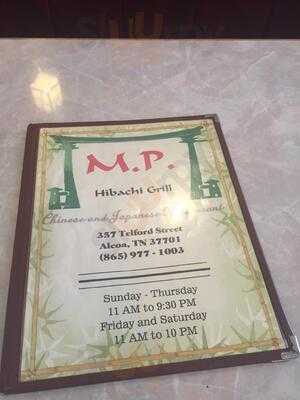 M.P.
Hibachi Grill
Chinese and Japanese Restaurant
357 Telford Street
Alcoa, TN 37701
(865) 977 - 1003
Sunday - Thursday
11 AM to 9:30 PM
Friday and Saturday
11 AM to 10 PM